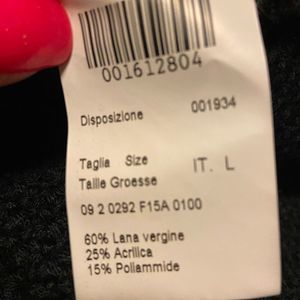 001612804
Disposizione 001934
Taglia Size
Taille Groesse IT. L
09 2 0292 F15A 0100
60% Lana vergine
25% Acrilica
15% Poliammide